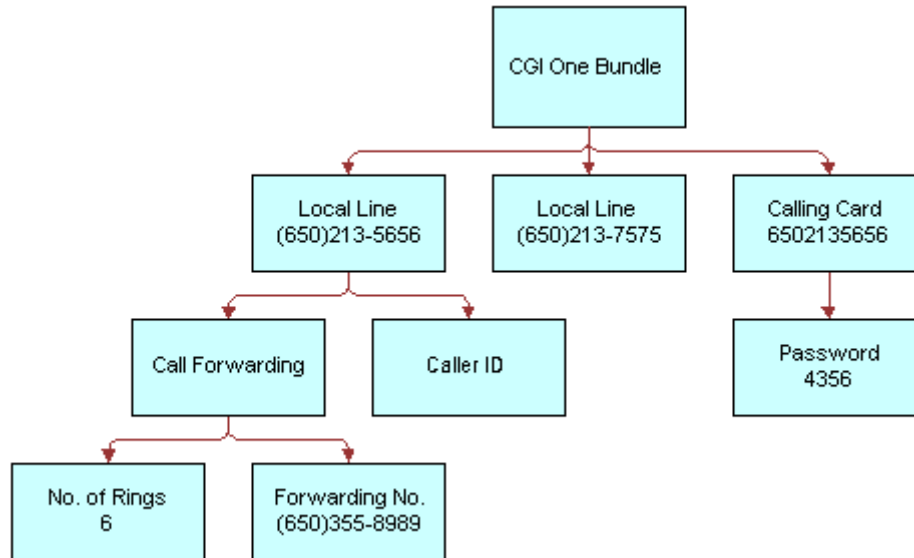 CGI One Bundle
Local Line
(650)213-5656
Local Line
(650)213-7575
Calling Card
6502135656
Call Forwarding
Caller ID
Password
4356
No. of Rings
6
Forwarding No.
(650)355-8989